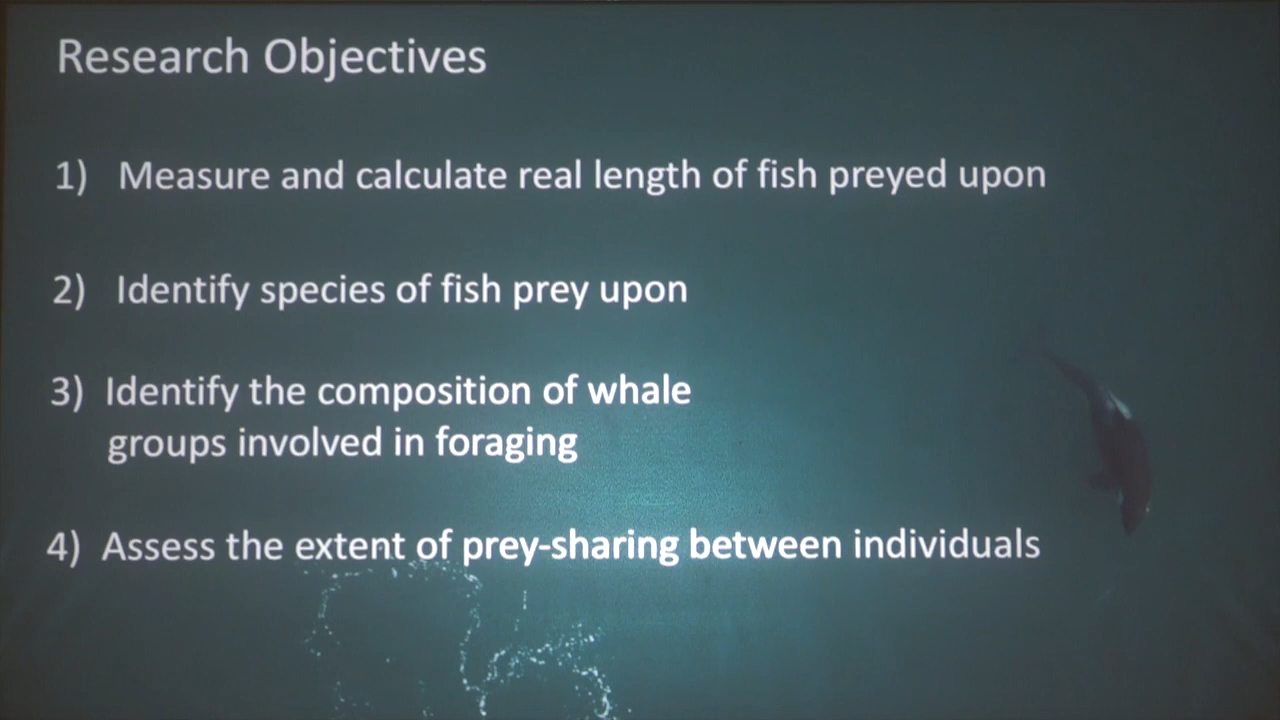 Research Objectives
1) Measure and calculate real length of fish preyed upon
2) Identify species of fish prey upon
3) Identify the composition of whale
groups involved in foraging
4) Assess the extent of prey-sharing between individuals